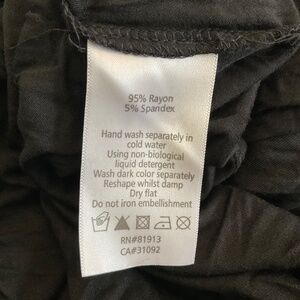 95% Rayon
5% Spandex
Hand wash separately in
cold water
Using non-biological
liquid detergent
Wash dark color separately
Reshape whilst damp
Dry flat
Do not iron embellishment
RN#81913
CA#31092